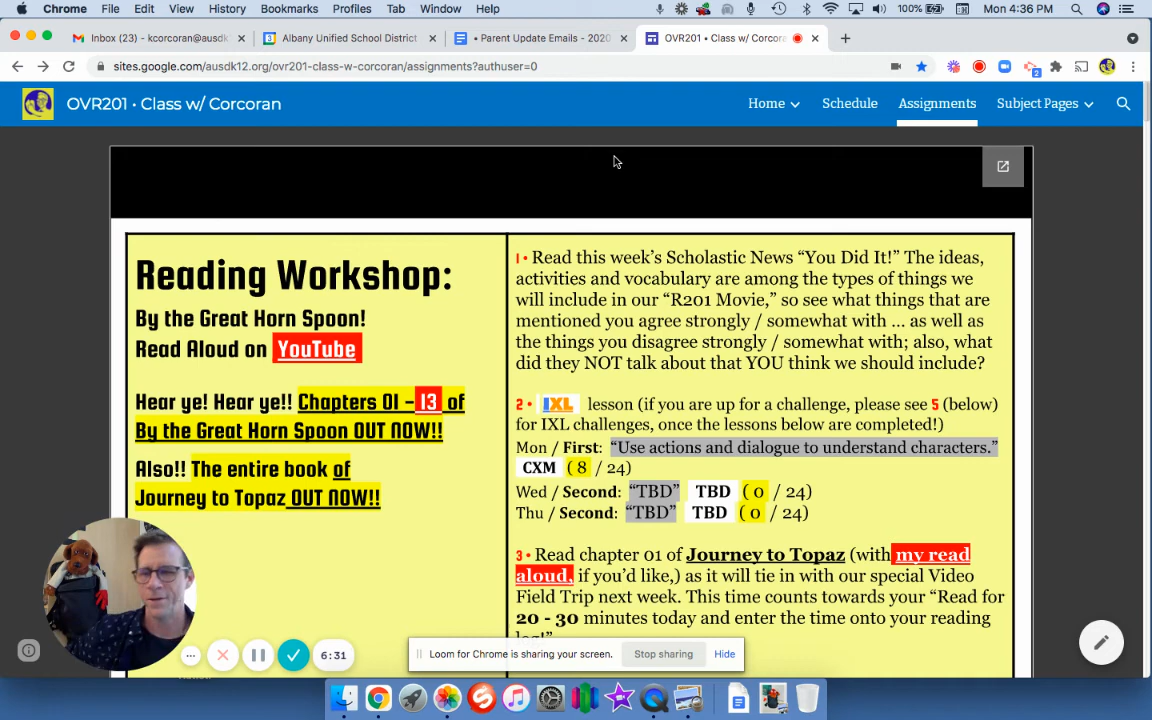 Chrome File Edit View History Bookmarks Profiles Tab Window Help 100% Mon 4:36 PM
Inbox (23) - kcorcoran@ausdk × Albany Unified School District × • Parent Update Emails - 2020 × OVR201 • Class w/ Corcora ×
sites.google.com/ausdk12.org/ovr201-class-w-corcoran/assignments?authuser=0
OVR201 • Class w/ Corcoran Home Schedule Assignments Subject Pages
Reading Workshop:
By the Great Horn Spoon!
Read Aloud on YouTube
Hear ye! Hear ye!! Chapters 01 – 13 of
By the Great Horn Spoon OUT NOW!!
Also!! The entire book of
Journey to Topaz OUT NOW!!
1 • Read this week's Scholastic News “You Did It!” The ideas,
activities and vocabulary are among the types of things we
will include in our “R201 Movie,” so see what things that are
mentioned you agree strongly / somewhat with ... as well as
the things you disagree strongly / somewhat with; also, what
did they NOT talk about that YOU think we should include?
2 • IXL lesson (if you are up for a challenge, please see 5 (below)
for IXL challenges, once the lessons below are completed!)
Mon / First: “Use actions and dialogue to understand characters.”
CXM ( 8 / 24)
Wed / Second: “TBD” TBD ( 0 / 24)
Thu / Second: “TBD” TBD ( 0 / 24)
3 • Read chapter 01 of Journey to Topaz (with my read
aloud, if you'd like,) as it will tie in with our special Video
Field Trip next week. This time counts towards your “Read for
20 - 30 minutes today and enter the time onto your reading
log!”
6:31
Loom for Chrome is sharing your screen. Stop sharing Hide